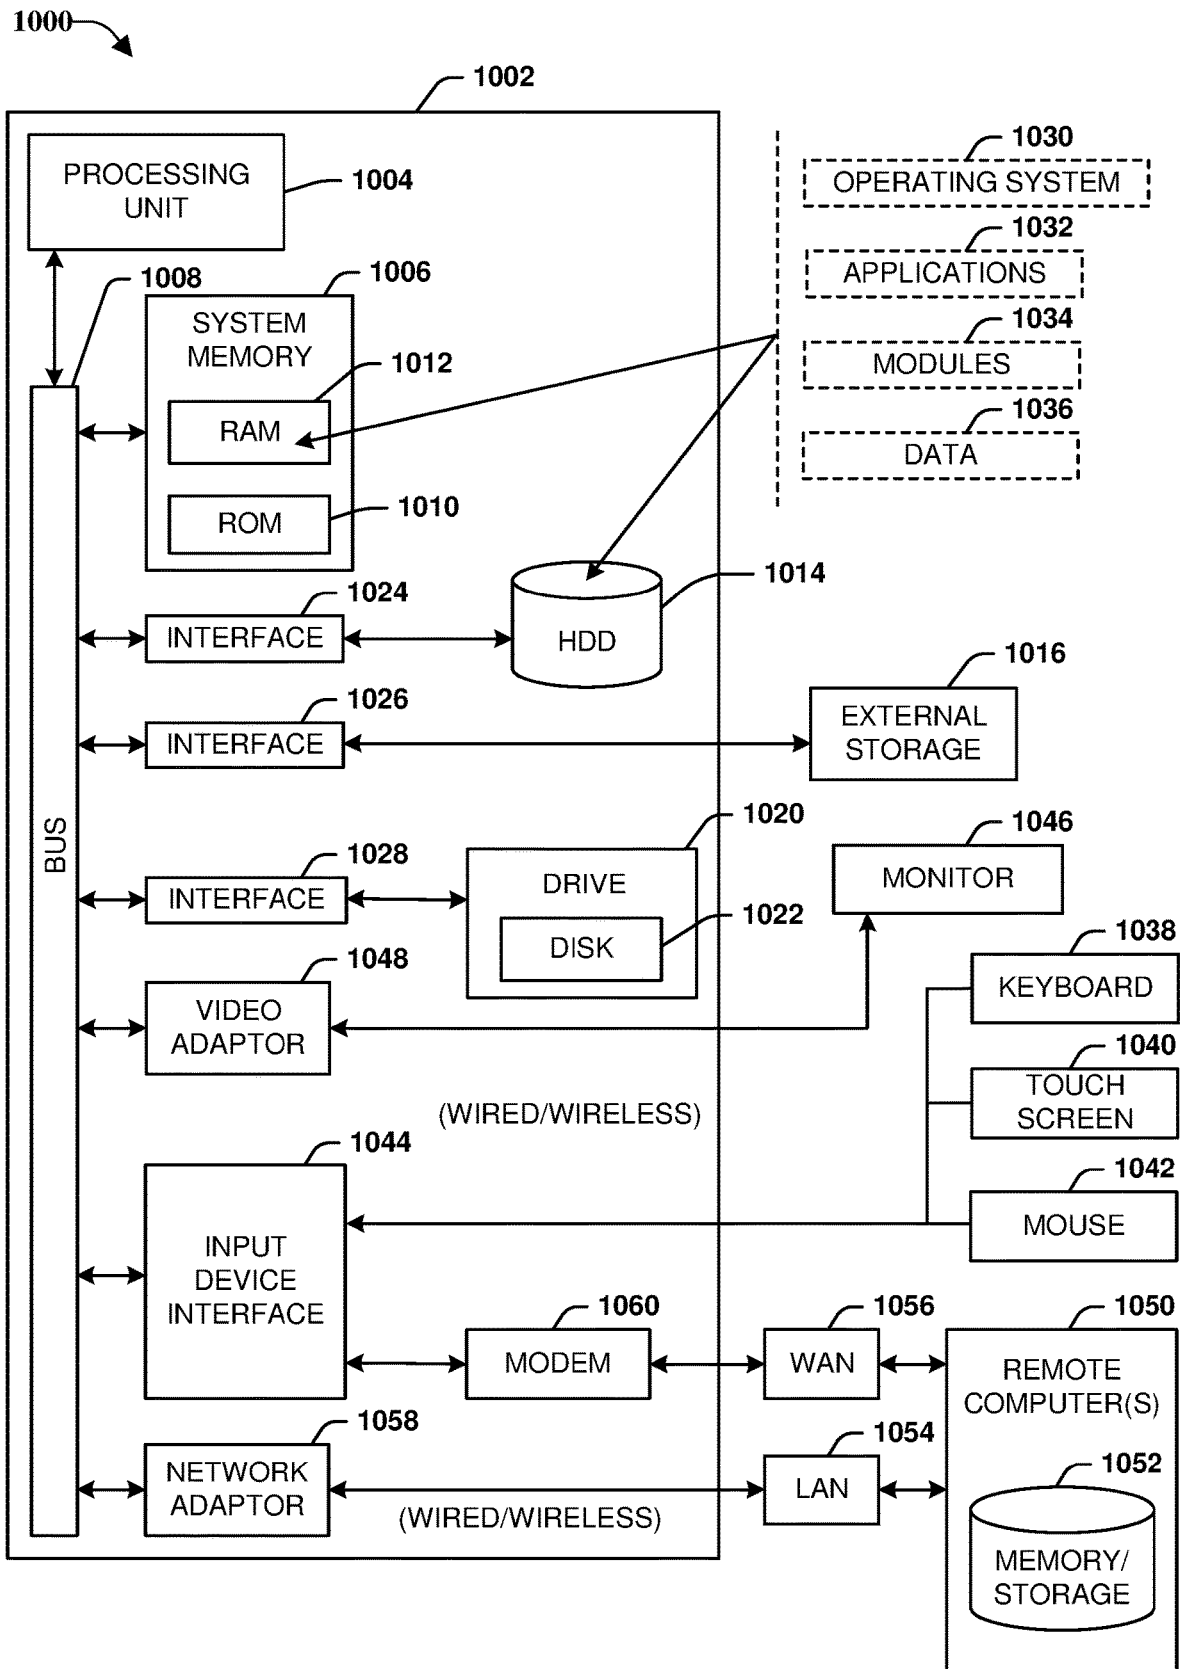 1000
1002
PROCESSING
UNIT
1004
1030
OPERATING SYSTEM
1032
APPLICATIONS
1034
MODULES
1036
DATA
1008
1006
SYSTEM
MEMORY
1012
RAM
1010
ROM
1024
INTERFACE
1014
HDD
1026
INTERFACE
1016
EXTERNAL
STORAGE
BUS
1028
INTERFACE
1020
DRIVE
1022
DISK
1046
MONITOR
1048
VIDEO
ADAPTOR
1038
KEYBOARD
1040
TOUCH
SCREEN
(WIRED/WIRELESS)
1042
MOUSE
1044
INPUT
DEVICE
INTERFACE
1060
MODEM
1056
WAN
1050
REMOTE
COMPUTER(S)
1058
NETWORK
ADAPTOR
(WIRED/WIRELESS)
1054
LAN
1052
MEMORY/
STORAGE